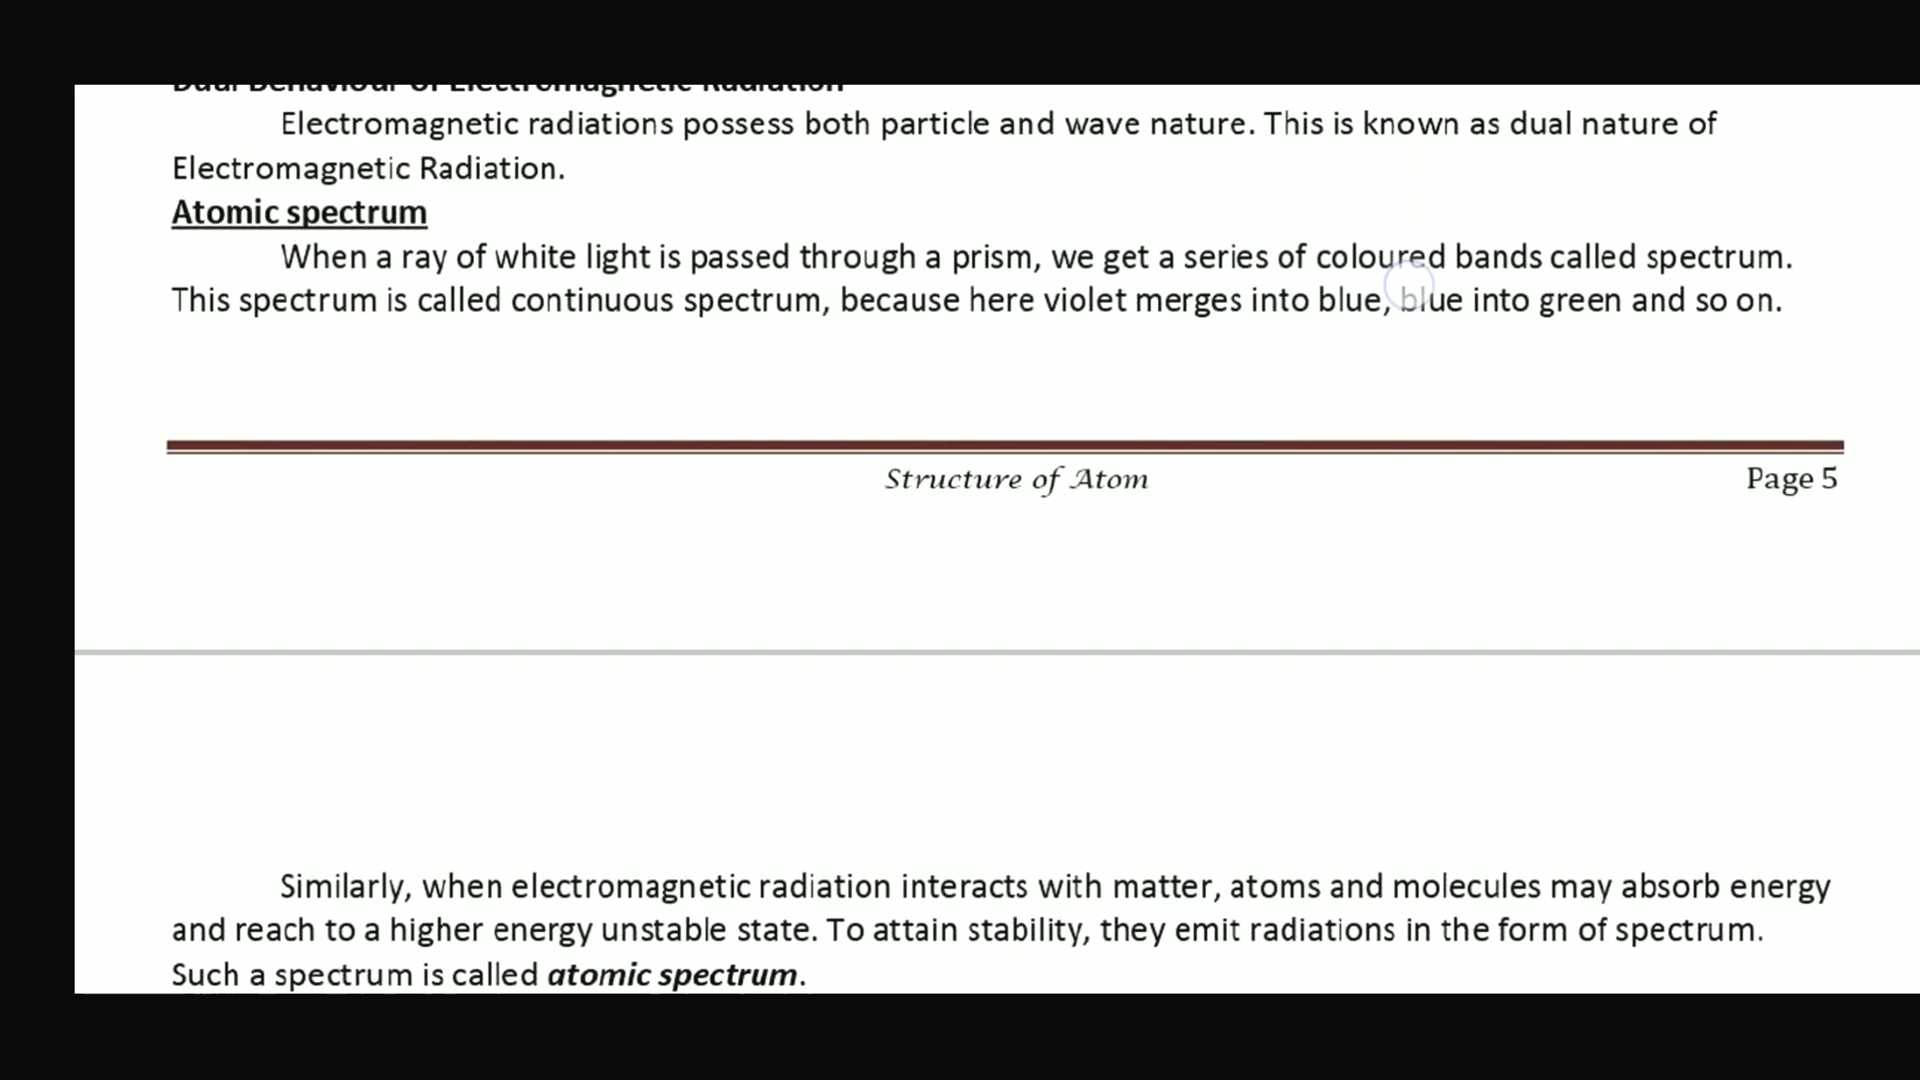 Dual Behaviour of Electromagnetic Radiation
Electromagnetic radiations possess both particle and wave nature. This is known as dual nature of
Electromagnetic Radiation.
Atomic spectrum
When a ray of white light is passed through a prism, we get a series of coloured bands called spectrum.
This spectrum is called continuous spectrum, because here violet merges into blue, blue into green and so on.
Structure of Atom
Page 5
Similarly, when electromagnetic radiation interacts with matter, atoms and molecules may absorb energy
and reach to a higher energy unstable state. To attain stability, they emit radiations in the form of spectrum.
Such a spectrum is called atomic spectrum.